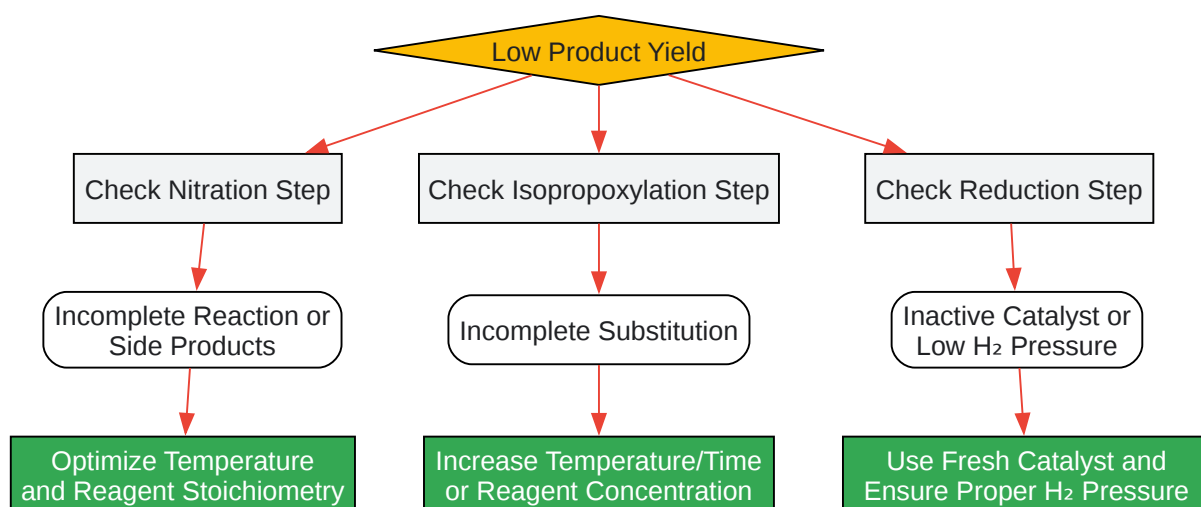 Low Product Yield
Check Nitration Step
Check Isopropoxylation Step
Check Reduction Step
Incomplete Reaction or
Side Products
Incomplete Substitution
Inactive Catalyst or
Low H₂ Pressure
Optimize Temperature
and Reagent Stoichiometry
Increase Temperature/Time
or Reagent Concentration
Use Fresh Catalyst and
Ensure Proper H₂ Pressure